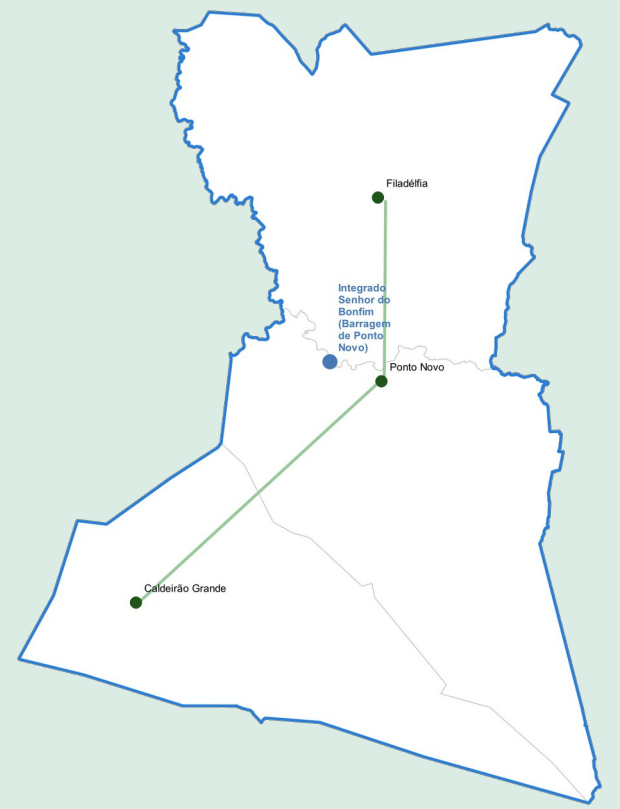 Filadélfia
Integrado
Senhor do
Bonfim
(Barragem
de Ponto
Novo)
Ponto Novo
Caldeirão Grande